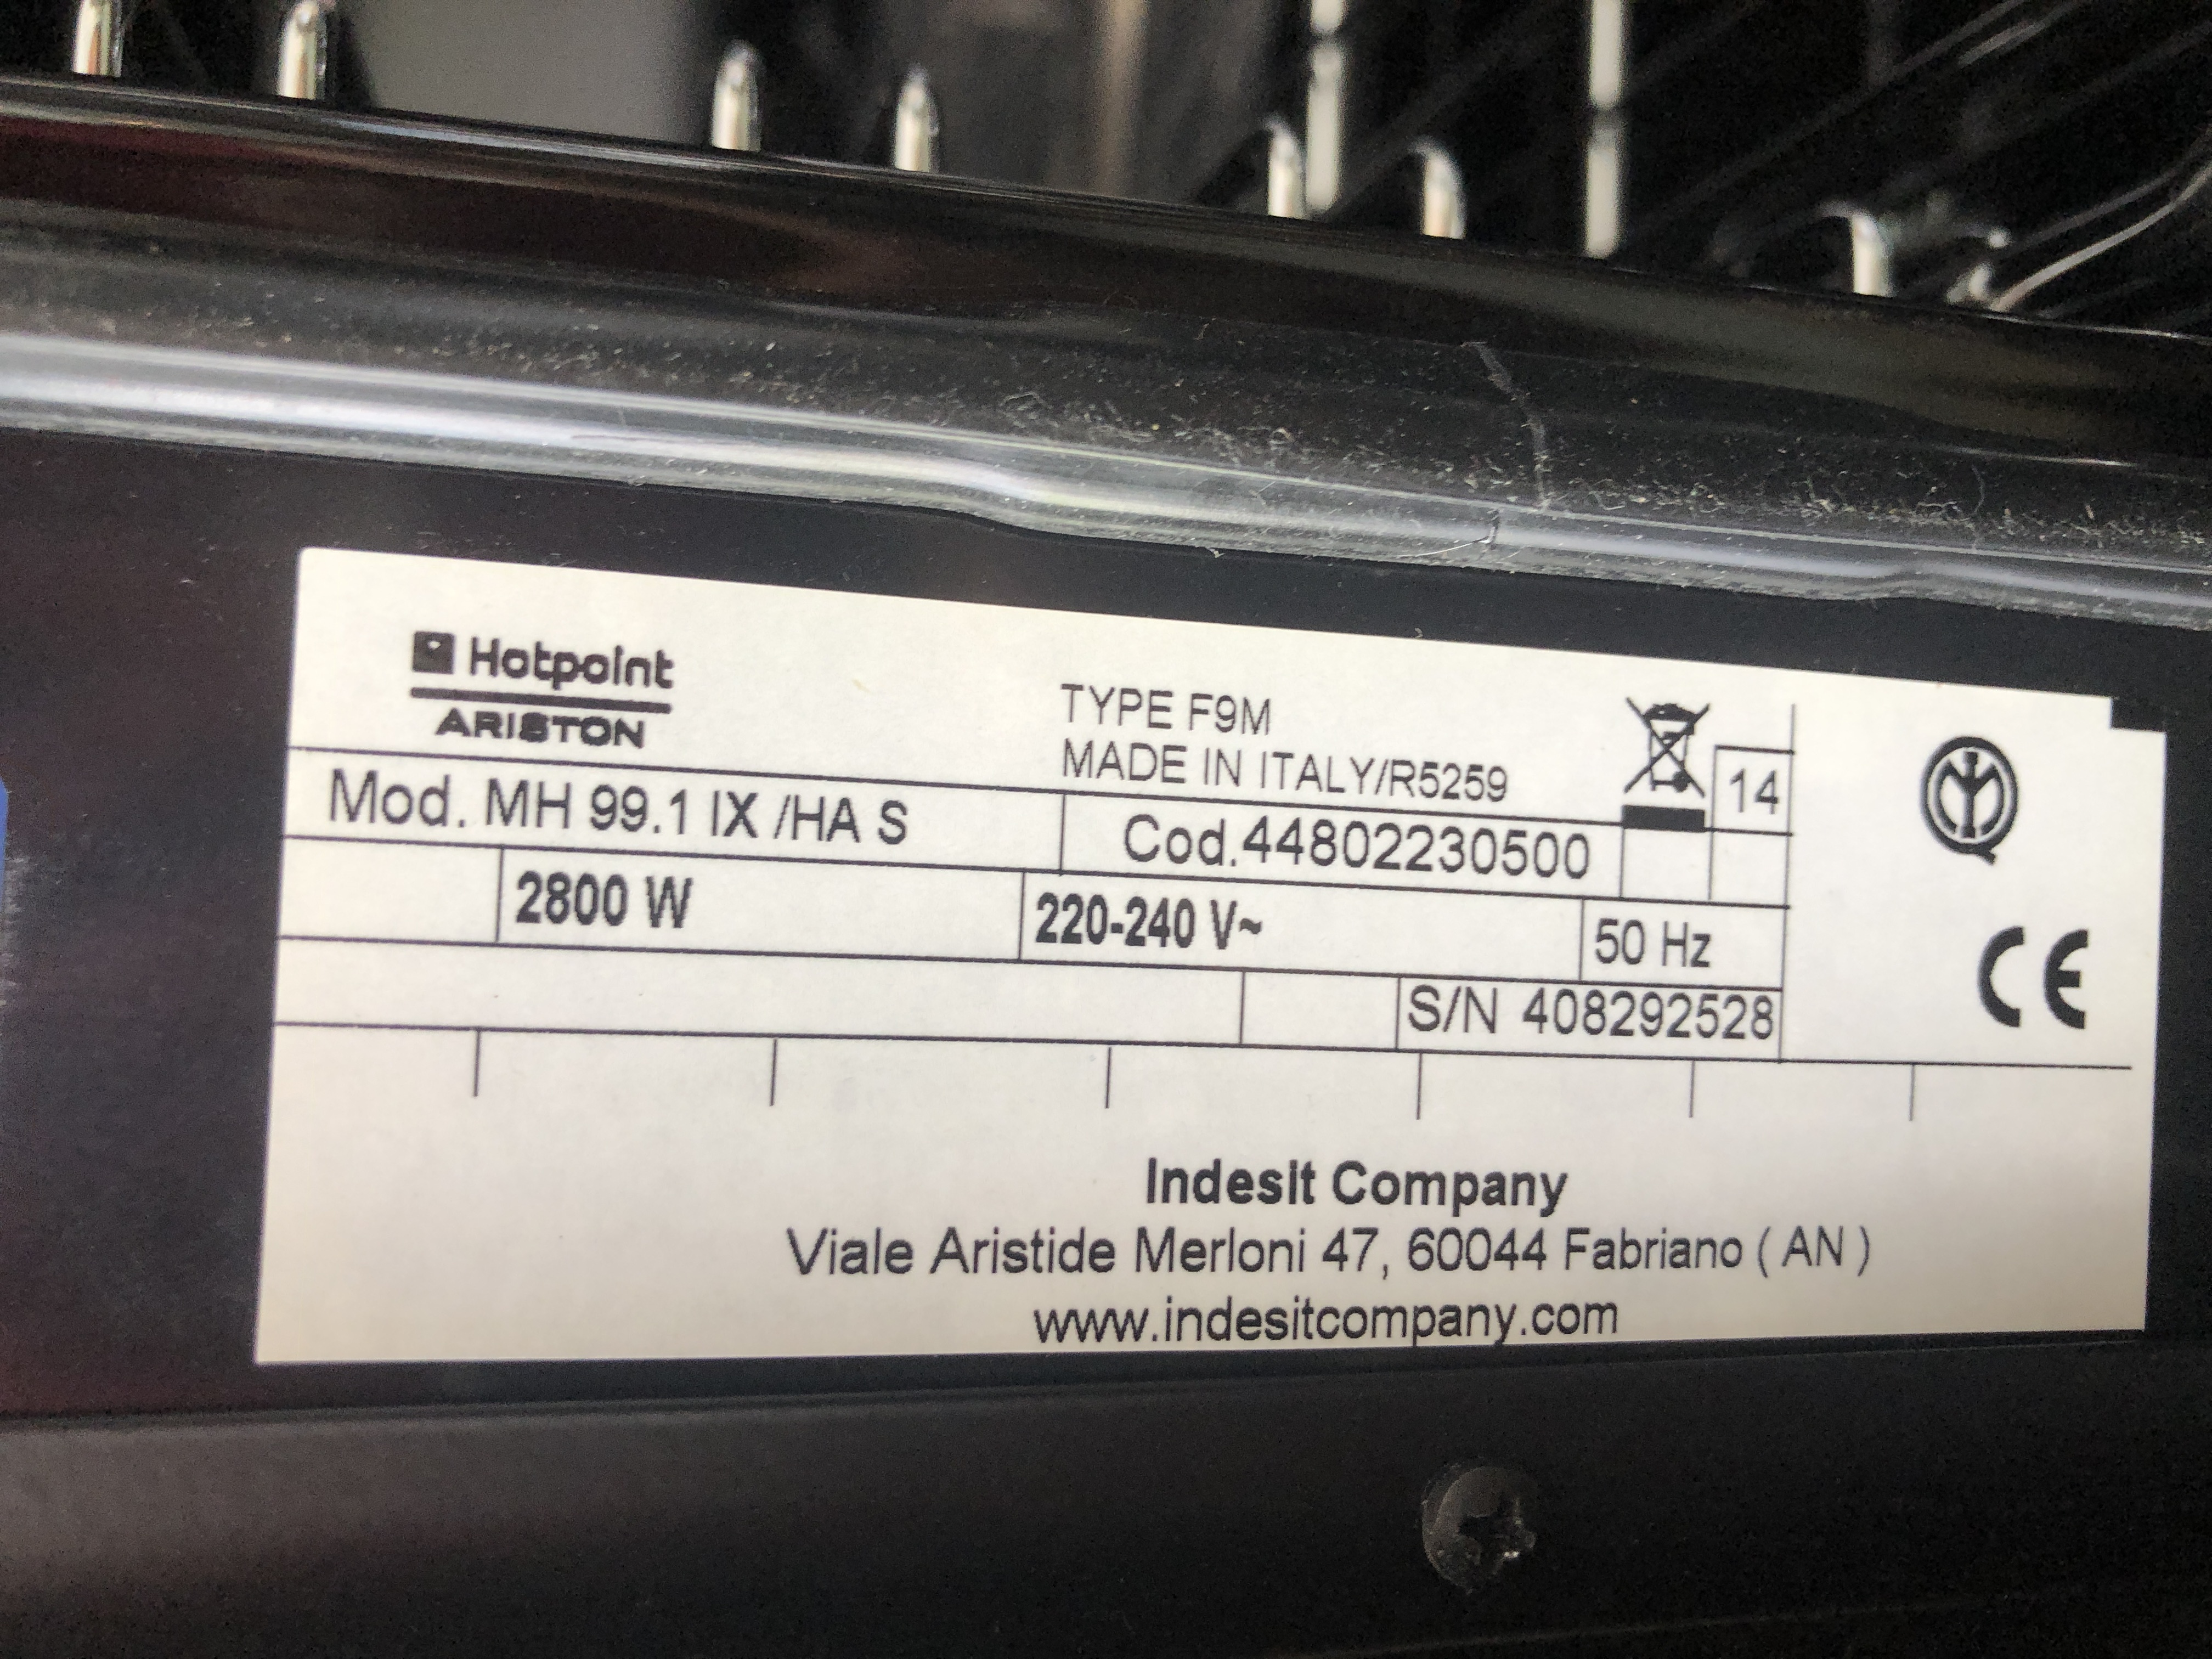 Hotpoint
ARISTON
TYPE F9M
MADE IN ITALY/R5259
14
Mod. MH 99.1 IX /HA S
Cod.44802230500
2800 W
220-240 V~
50 Hz
S/N 408292528
CE
Indesit Company
Viale Aristide Merloni 47, 60044 Fabriano ( AN )
www.indesitcompany.com